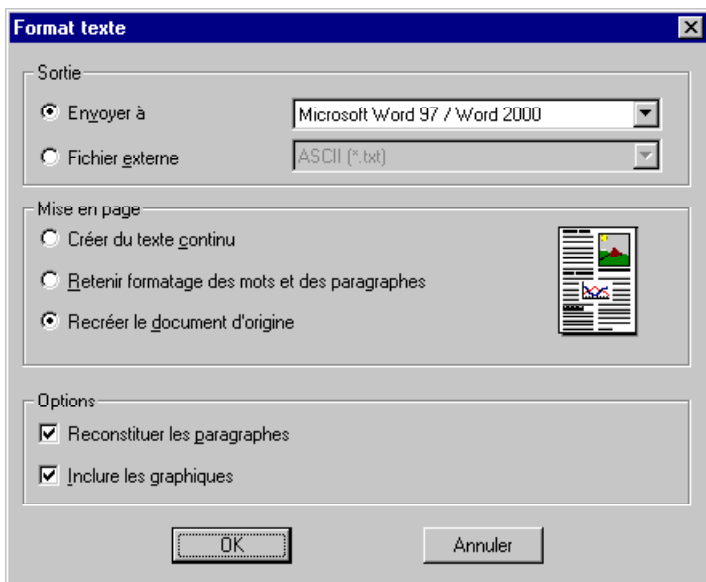 Format texte
Sortie
Envoyer à
Microsoft Word 97 / Word 2000
Fichier externe
ASCII (*.txt)
Mise en page
Créer du texte continu
Retenir formatage des mots et des paragraphes
Recréer le document d'origine
Options
Reconstituer les paragraphes
Inclure les graphiques
OK
Annuler